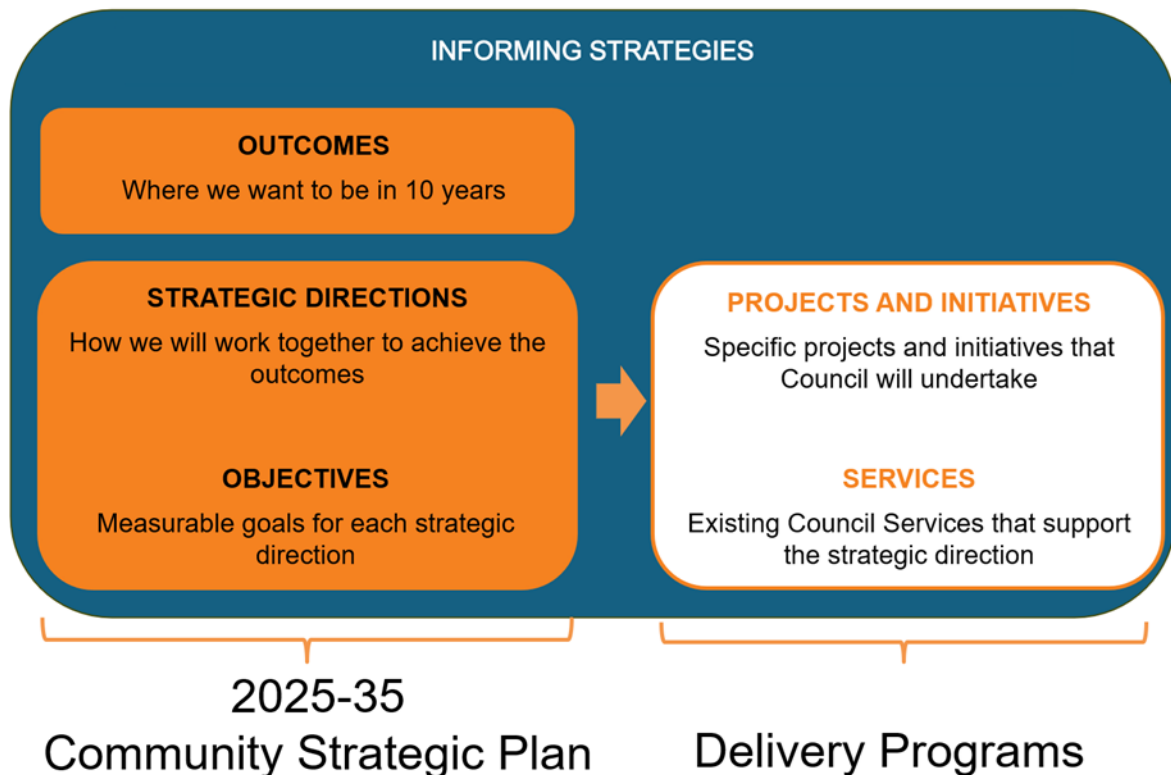 INFORMING STRATEGIES
OUTCOMES
Where we want to be in 10 years
STRATEGIC DIRECTIONS
How we will work together to achieve the
outcomes
OBJECTIVES
Measurable goals for each strategic
direction
PROJECTS AND INITIATIVES
Specific projects and initiatives that
Council will undertake
SERVICES
Existing Council Services that support
the strategic direction
2025-35
Community Strategic Plan
Delivery Programs